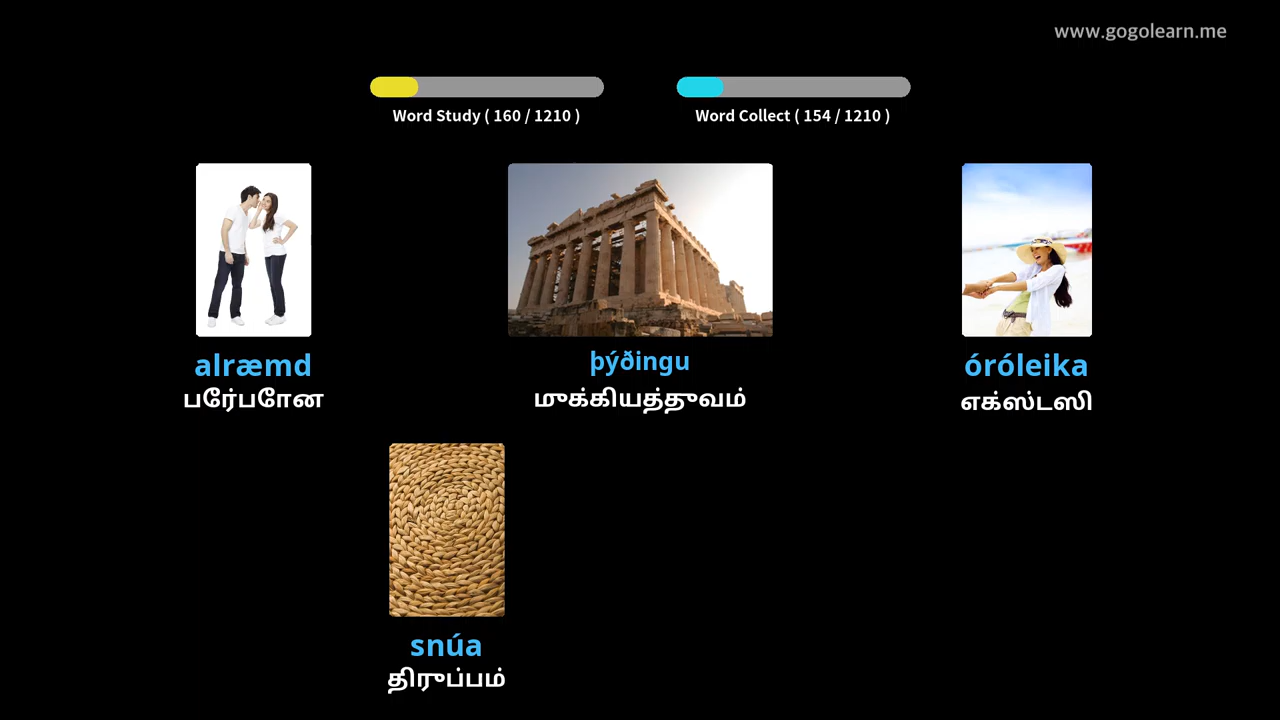 www.gogolearn.me
Word Study ( 160 / 1210 )
Word Collect ( 154 / 1210 )
alræmd
பரே்பரோன
þýðingu
முக்கியத்துவம்
óróleika
எக்ஸ்டஸி
snúa
திருப்பம்